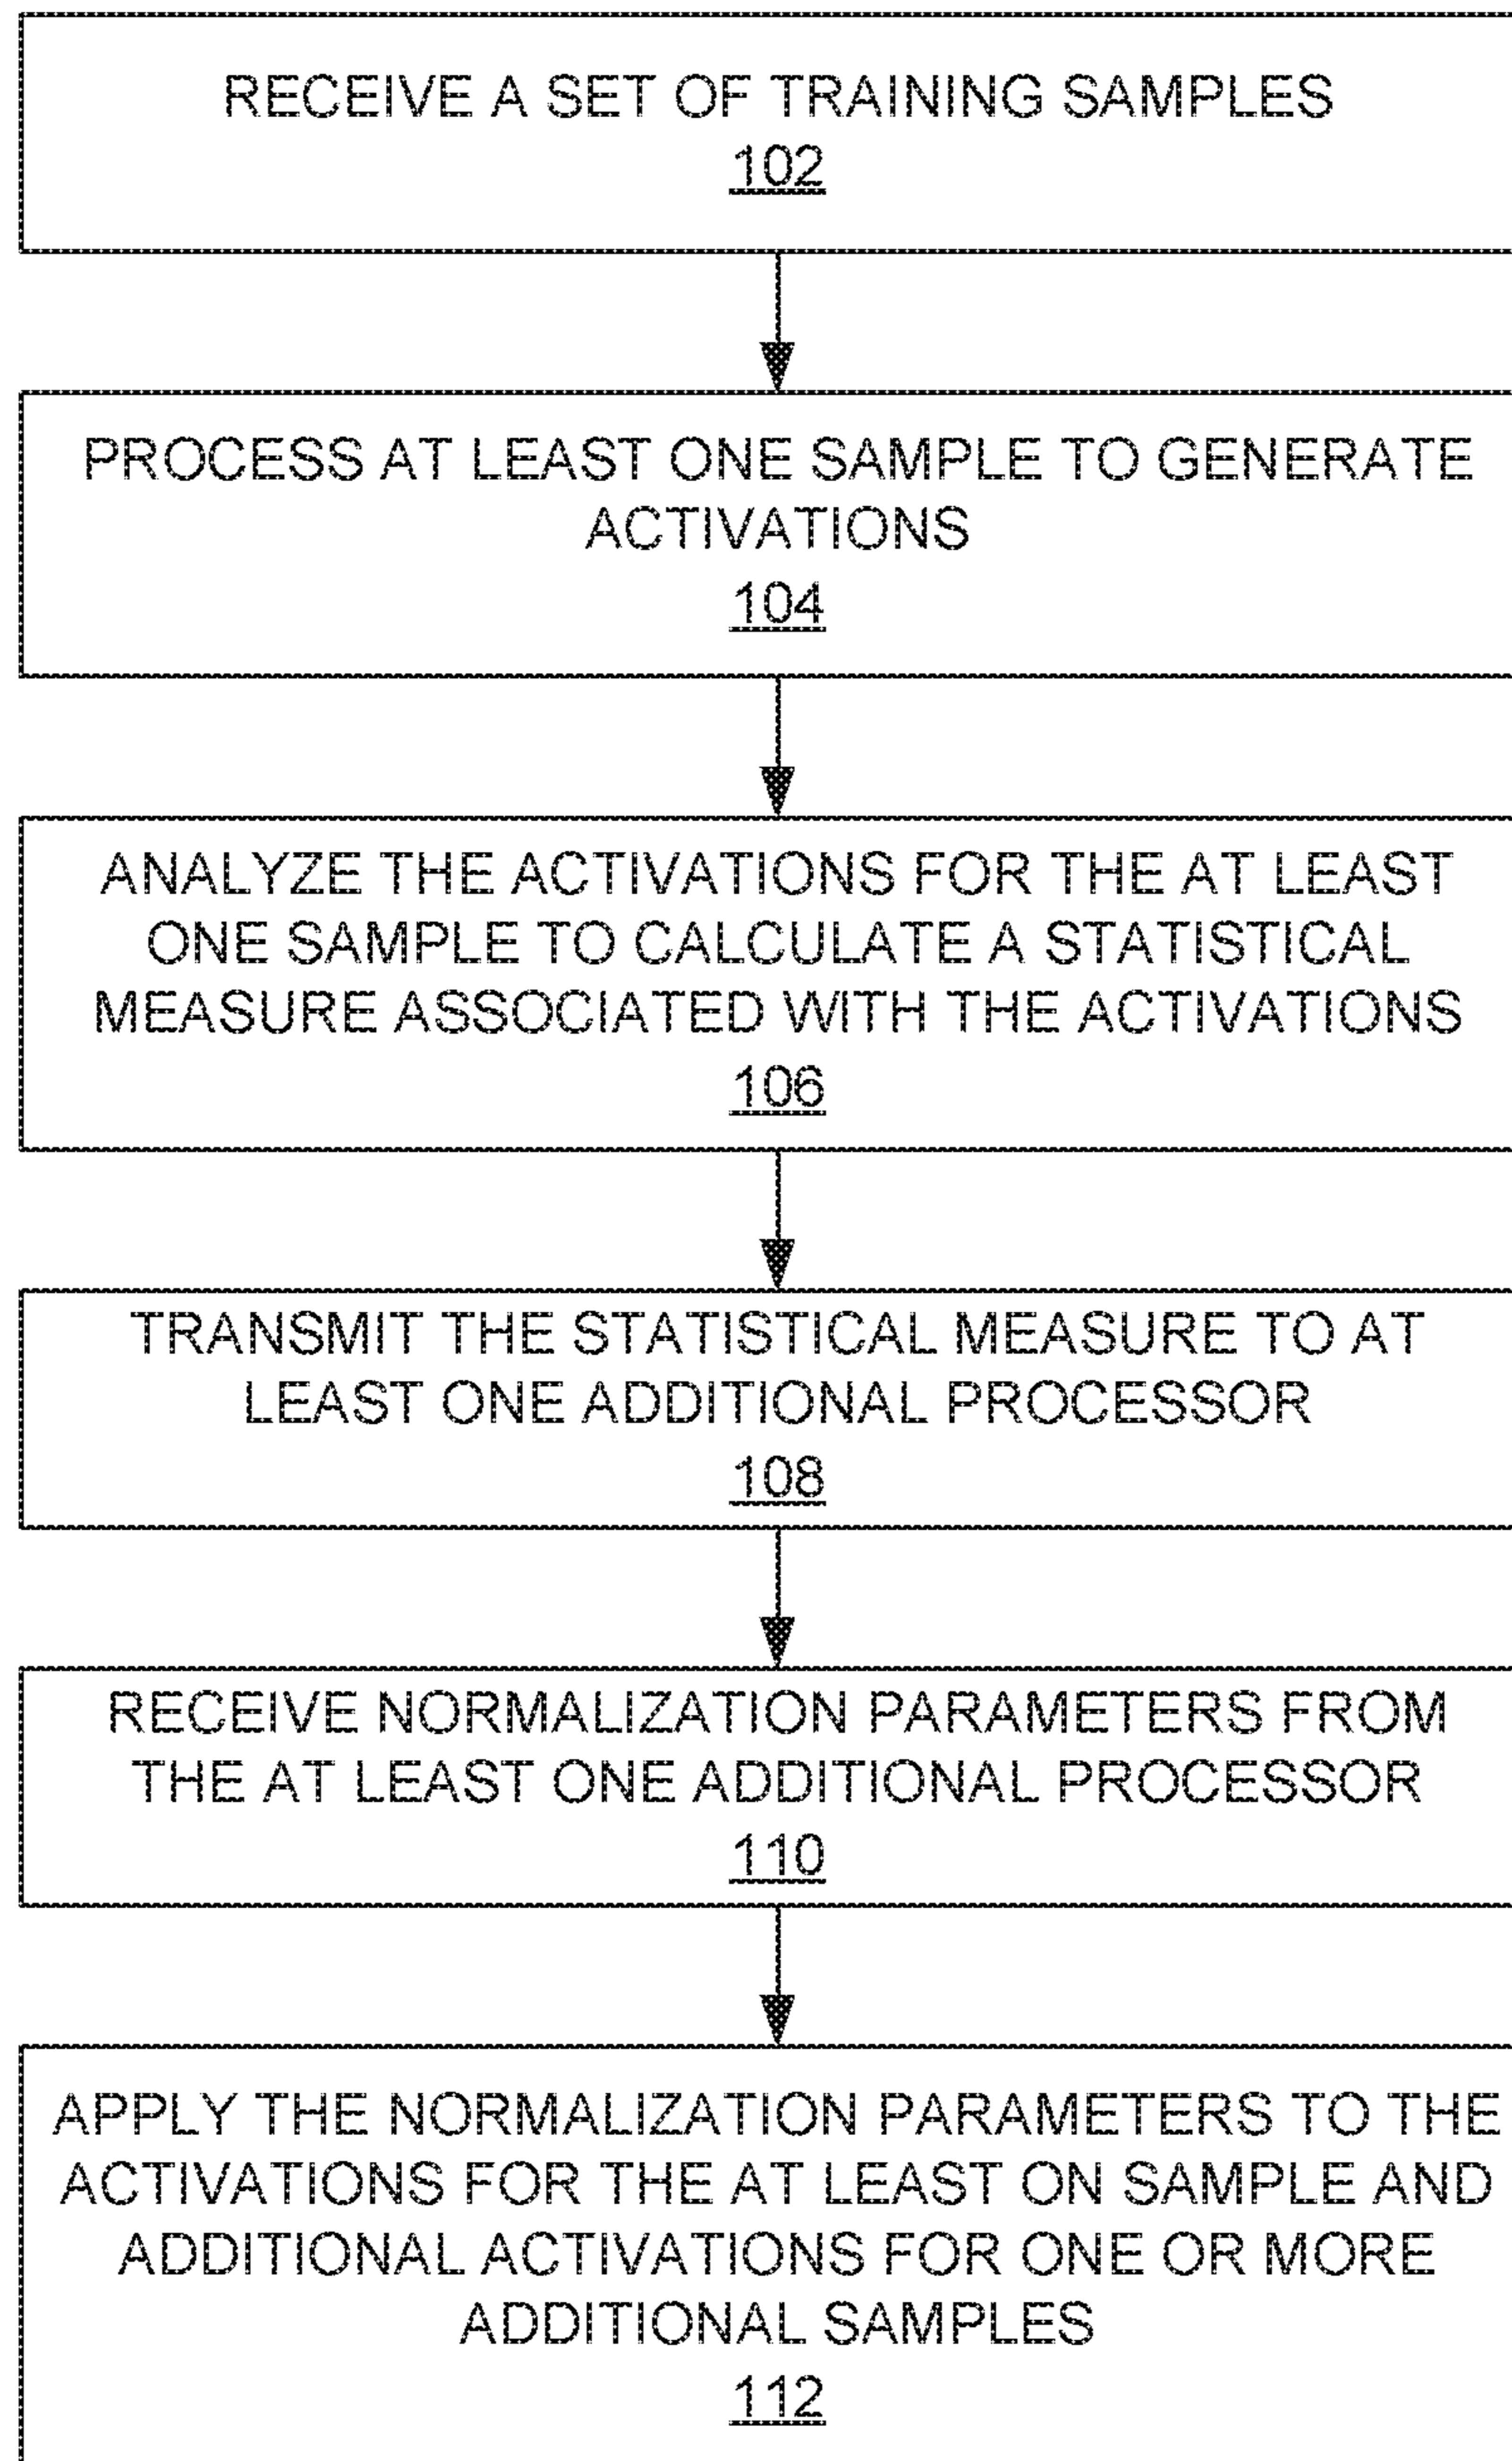 RECEIVE A SET OF TRAINING SAMPLES
102
PROCESS AT LEAST ONE SAMPLE TO GENERATE
ACTIVATIONS
104
ANALYZE THE ACTIVATIONS FOR THE AT LEAST
ONE SAMPLE TO CALCULATE A STATISTICAL
MEASURE ASSOCIATED WITH THE ACTIVATIONS
106
TRANSMIT THE STATISTICAL MEASURE TO AT
LEAST ONE ADDITIONAL PROCESSOR
108
RECEIVE NORMALIZATION PARAMETERS FROM
THE AT LEAST ONE ADDITIONAL PROCESSOR
110
APPLY THE NORMALIZATION PARAMETERS TO THE
ACTIVATIONS FOR THE AT LEAST ON SAMPLE AND
ADDITIONAL ACTIVATIONS FOR ONE OR MORE
ADDITIONAL SAMPLES
112